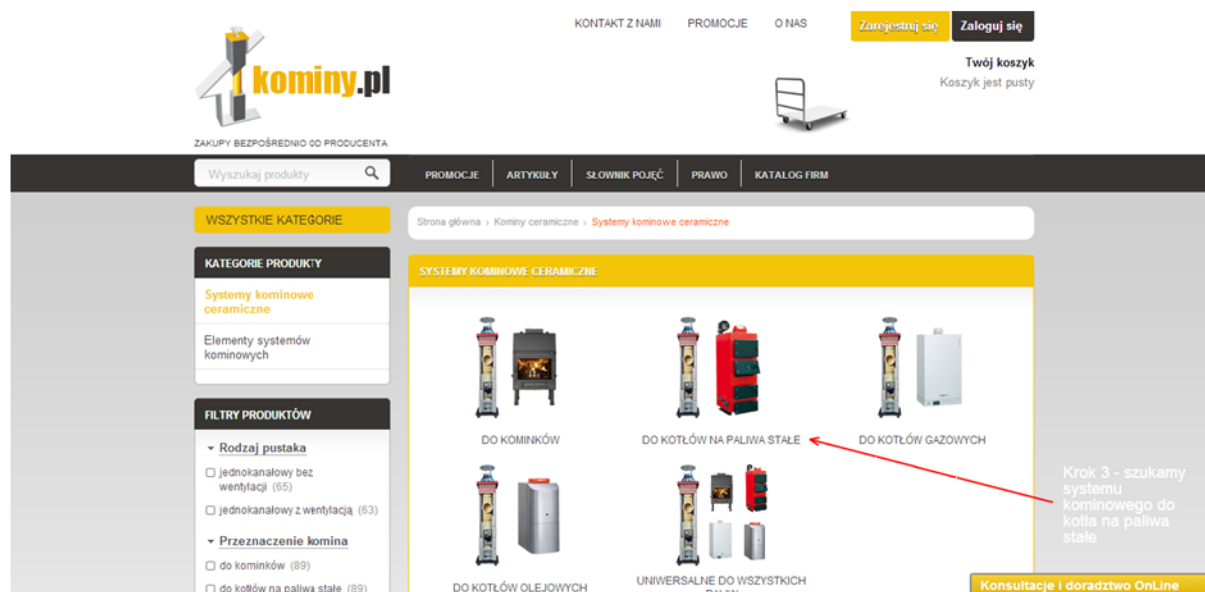 KONTAKT Z NAMI PROMOCJE O NAS Zarejestruj się Zaloguj się
kominy.pl
Twój koszyk
Koszyk jest pusty
ZAKUPY BEZPOŚREDNIO OD PRODUCENTA
Wyszukaj produkty
PROMOCJE ARTYKUŁY SŁOWNIK POJĘĆ PRAWO KATALOG FIRM
WSZYSTKIE KATEGORIE
Strona główna > Kominy ceramiczne > Systemy kominowe ceramiczne
KATEGORIE PRODUKTY
Systemy kominowe
ceramiczne
Elementy systemów
kominowych
FILTRY PRODUKTÓW
Rodzaj pustaka
jednokanałowy bez
wentylacji (65)
jednokanałowy z wentylacją (63)
Przeznaczenie komina
do kominków (89)
do kotłów na paliwa stałe (89)
SYSTEMY KOMINOWE CERAMICZNE
DO KOMINKÓW
DO KOTŁÓW NA PALIWA STAŁE
DO KOTŁÓW GAZOWYCH
DO KOTŁÓW OLEJOWYCH
UNIWERSALNE DO WSZYSTKICH
PALIW
Krok 3 - szukamy
systemu
kominowego do
kotła na paliwa
stałe
Konsultacje i doradztwo OnLine